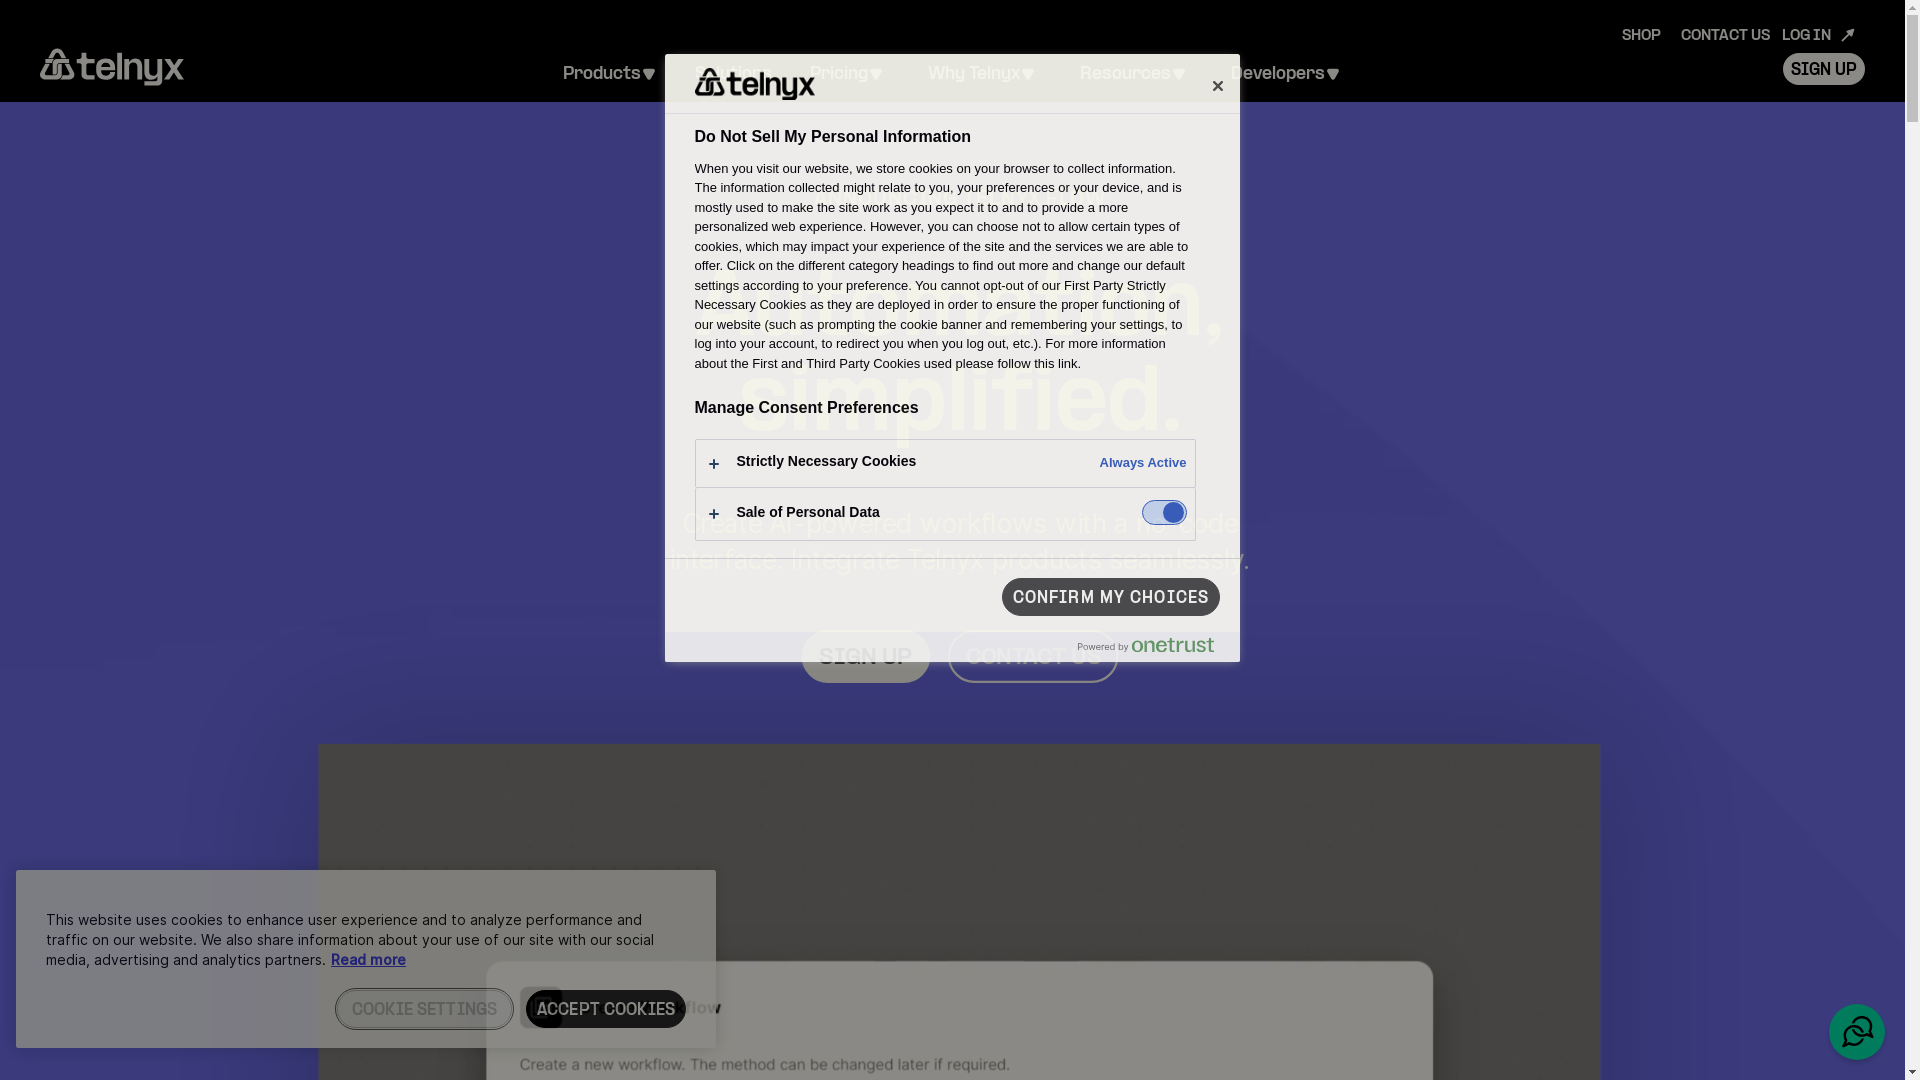 SHOP CONTACT US LOG IN
telnyx
Products Solutions Pricing Why Telnyx Resources Developers
SIGN UP
telnyx
Do Not Sell My Personal Information
When you visit our website, we store cookies on your browser to collect information.
The information collected might relate to you, your preferences or your device, and is
mostly used to make the site work as you expect it to and to provide a more
personalized web experience. However, you can choose not to allow certain types of
cookies, which may impact your experience of the site and the services we are able to
offer. Click on the different category headings to find out more and change our default
settings according to your preference. You cannot opt-out of our First Party Strictly
Necessary Cookies as they are deployed in order to ensure the proper functioning of
our website (such as prompting the cookie banner and remembering your settings, to
log into your account, to redirect you when you log out, etc.). For more information
about the First and Third Party Cookies used please follow this link.
simplified.
Manage Consent Preferences
Strictly Necessary Cookies Always Active
Sale of Personal Data
Create AI-powered workflows with a no-code
interface. Integrate Telnyx products seamlessly.
CONFIRM MY CHOICES
Powered by onetrust
SIGN UP CONTACT US
This website uses cookies to enhance user experience and to analyze performance and
traffic on our website. We also share information about your use of our site with our social
media, advertising and analytics partners. Read more
COOKIE SETTINGS ACCEPT COOKIES
Create a new workflow. The method can be changed later if required.